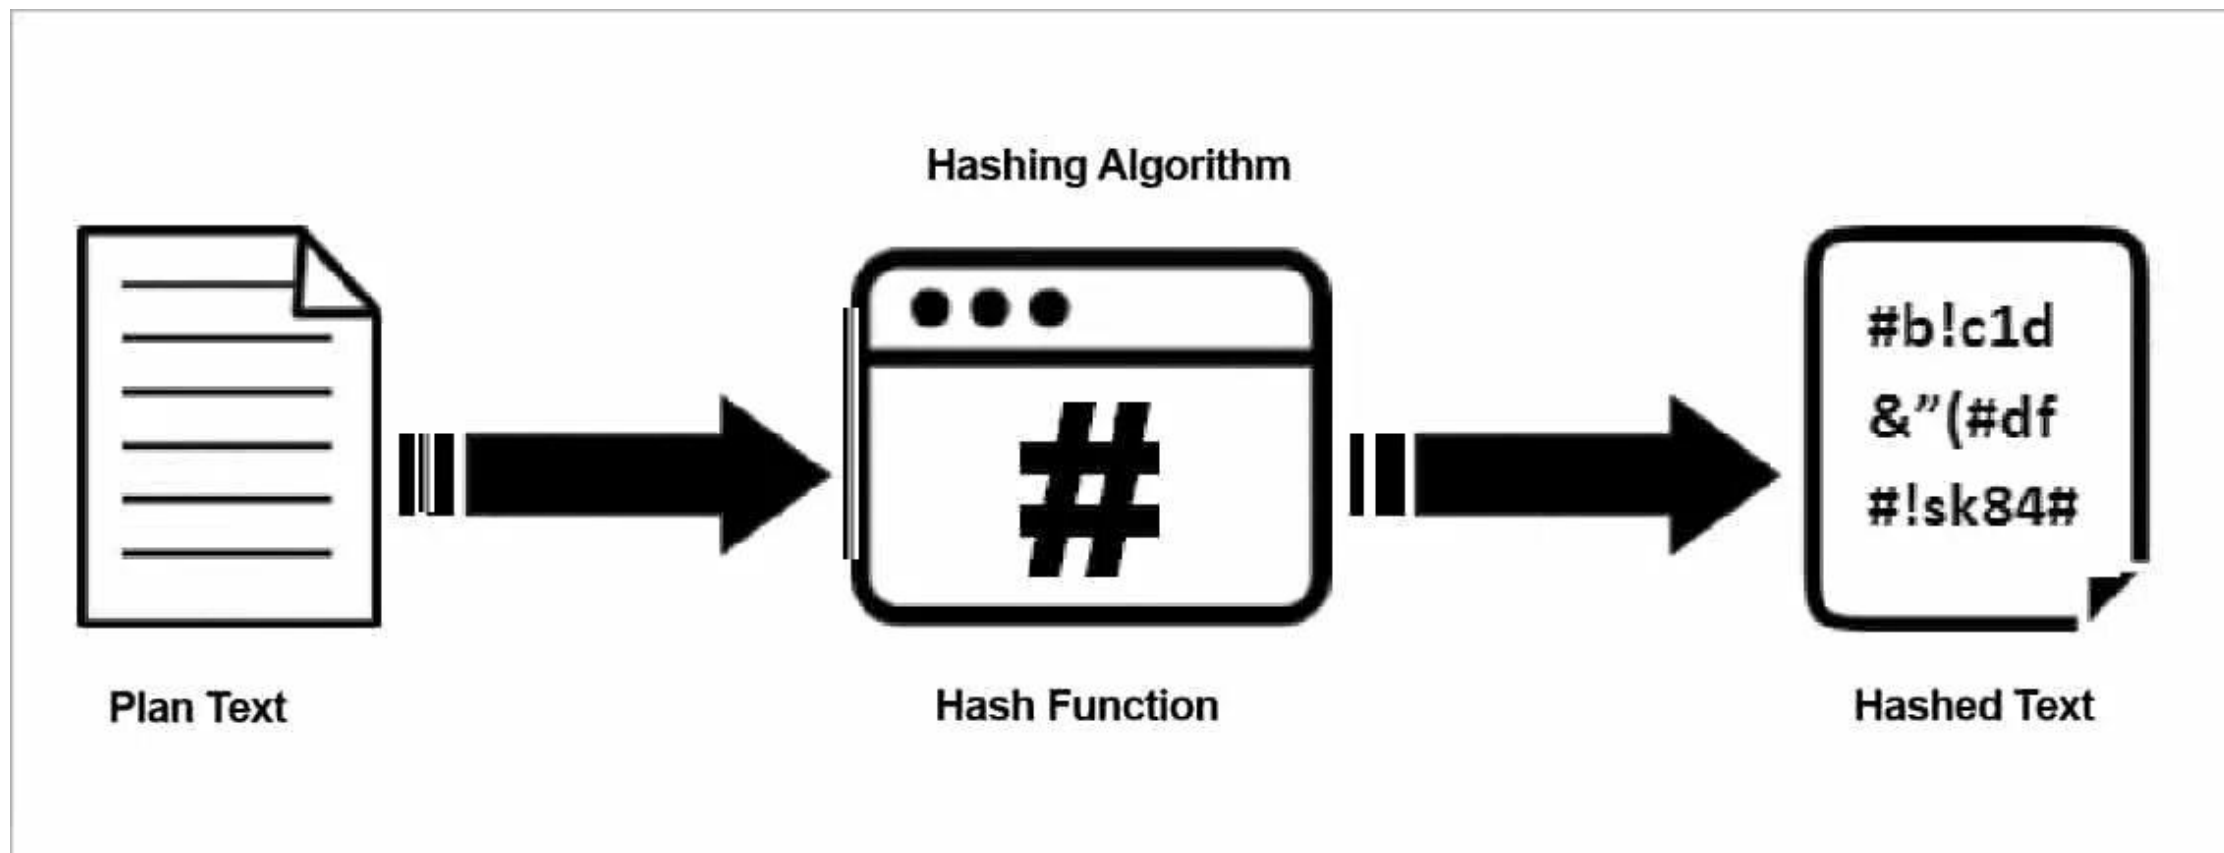 Hashing Algorithm
#
#b!c1d
&”(#df
#!sk84#
Plan Text
Hash Function
Hashed Text